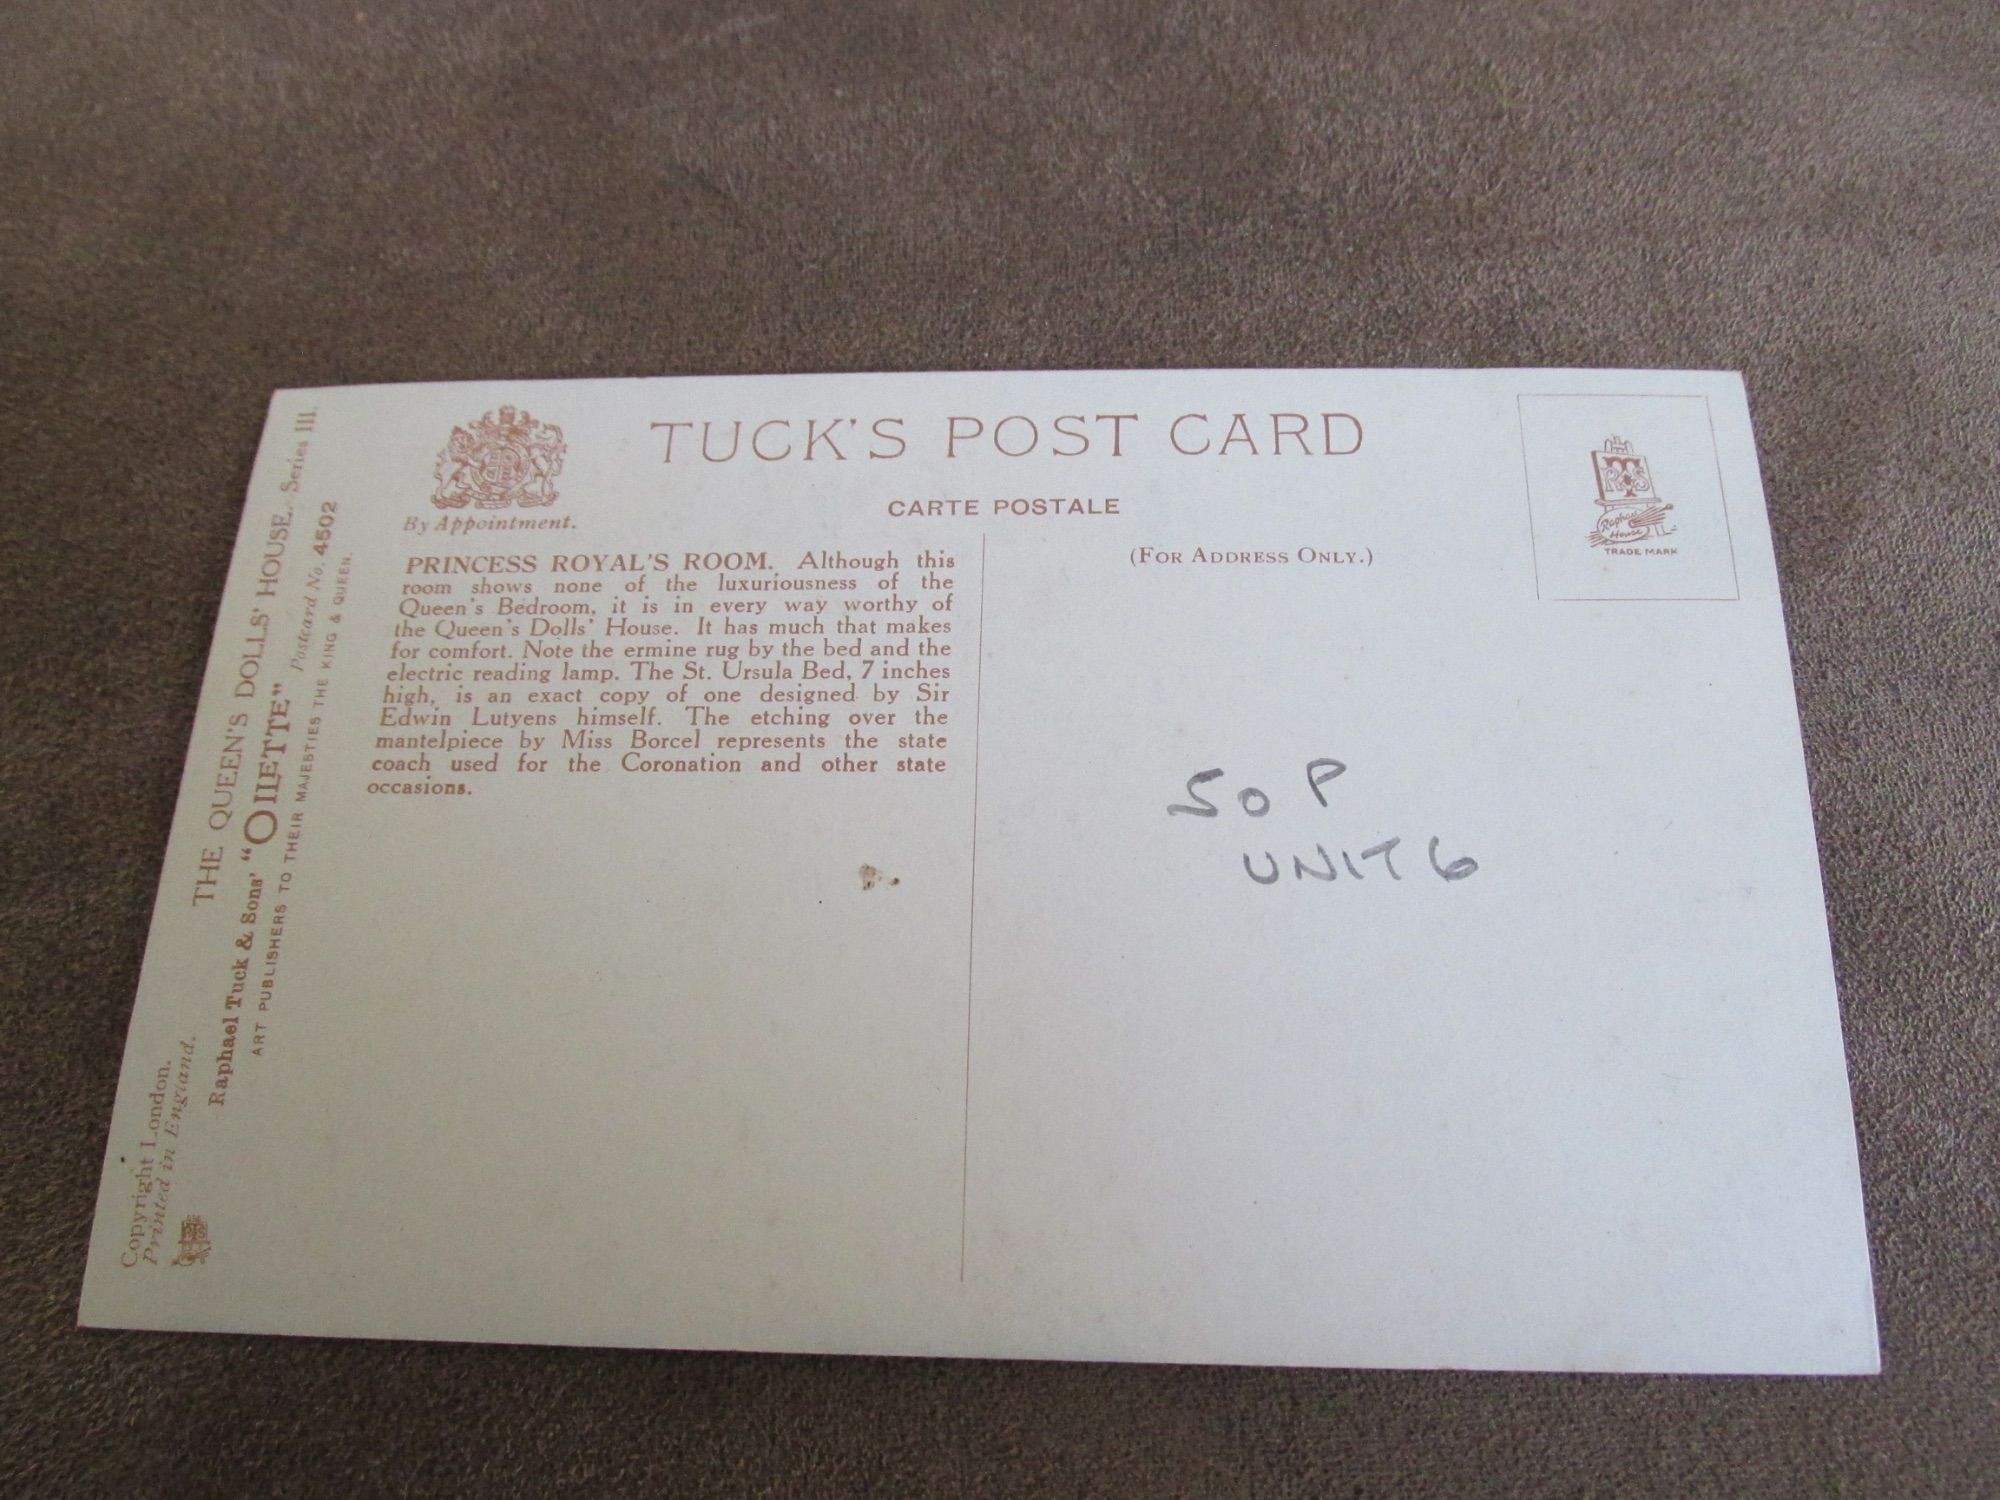 THE QUEEN'S DOLLS' HOUSE. Series III.
Raphael Tuck & Sons' "OILETTE" Postcard No. 4502
ART PUBLISHERS TO THEIR MAJESTIES THE KING & QUEEN.
Copyright London.
Printed in England.
TUCK'S POST CARD
CARTE POSTALE
By Appointment.
PRINCESS ROYAL'S ROOM. Although this
room shows none of the luxuriousness of the
Queen's Bedroom, it is in every way worthy of
the Queen's Dolls' House. It has much that makes
for comfort. Note the ermine rug by the bed and the
electric reading lamp. The St. Ursula Bed, 7 inches
high, is an exact copy of one designed by Sir
Edwin Lutyens himself. The etching over the
mantelpiece by Miss Borcel represents the state
coach used for the Coronation and other state
occasions.
(FOR ADDRESS ONLY.)
Raphael
House
TRADE MARK
50 P
UNIT 6